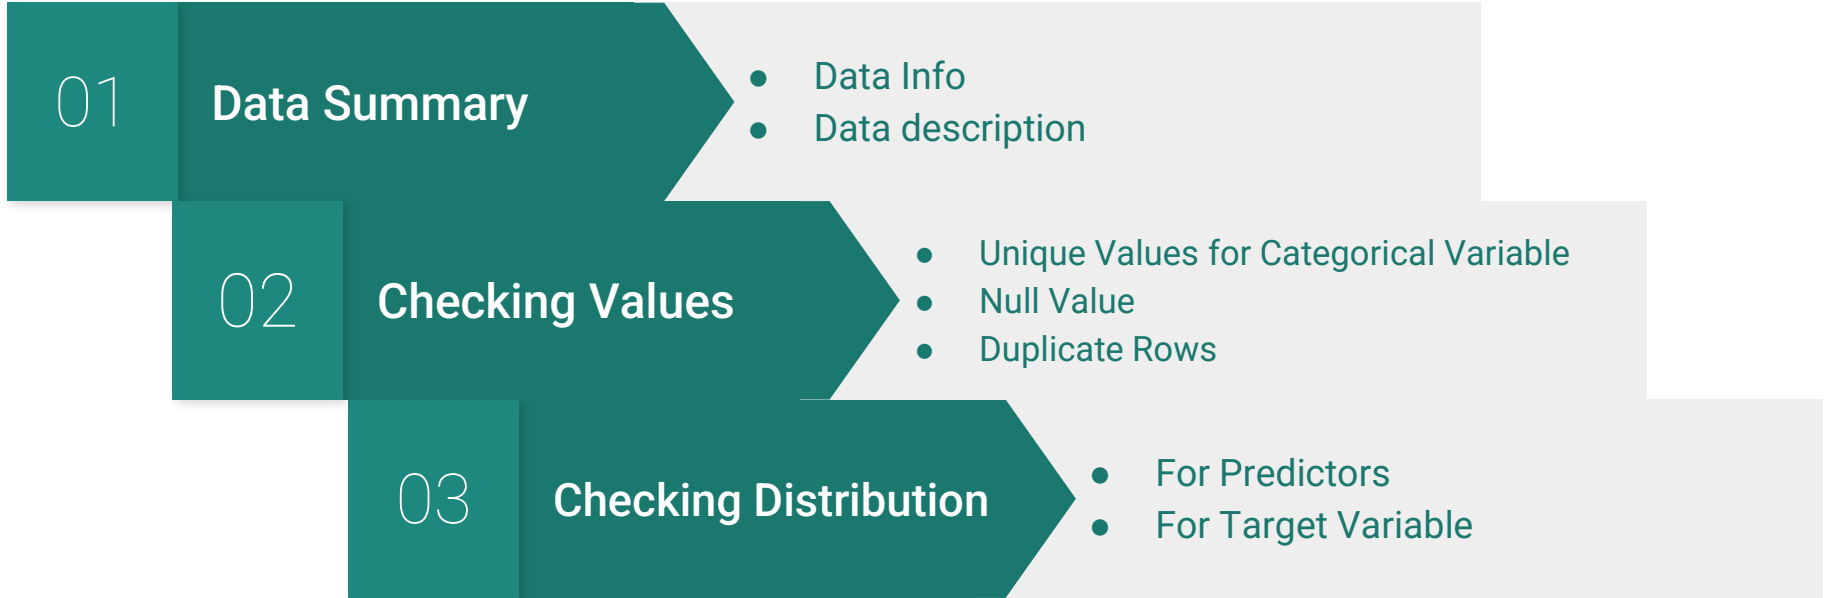 01
Data Summary
● Data Info
● Data description
02
Checking Values
● Unique Values for Categorical Variable
● Null Value
● Duplicate Rows
03
Checking Distribution
● For Predictors
● For Target Variable